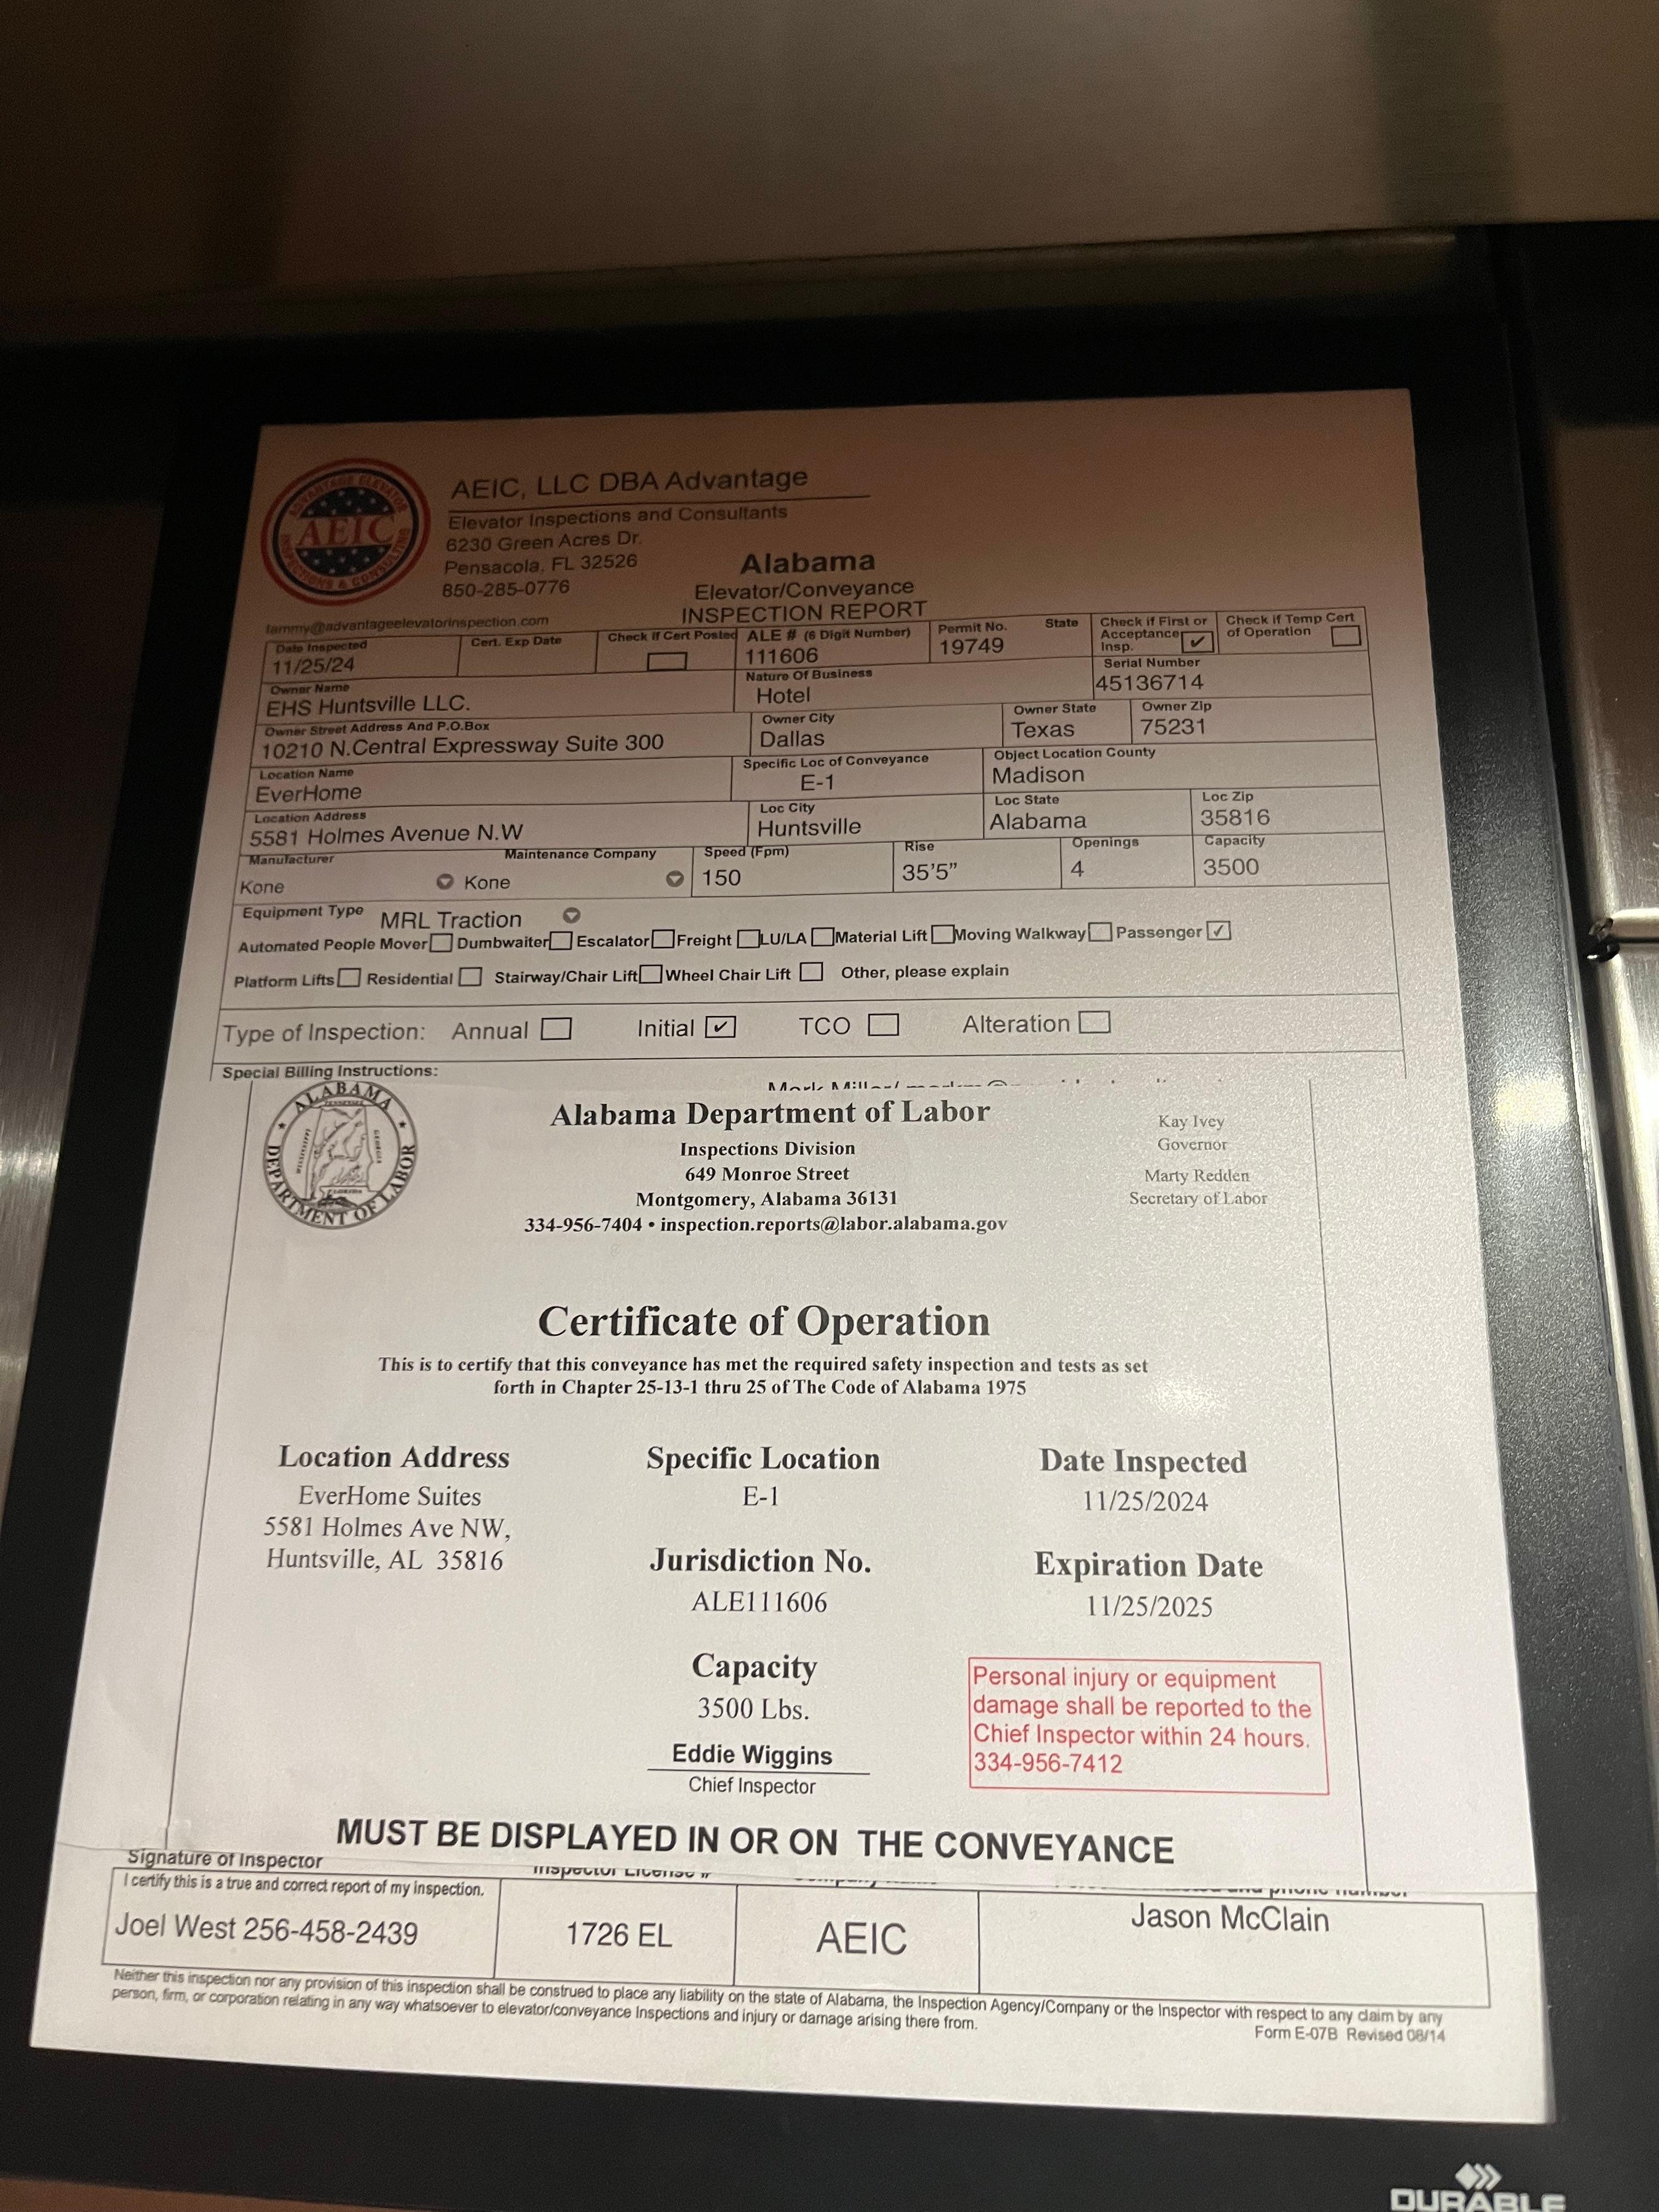 ADVANTAGE ELEVATOR
AEIC
INSPECTIONS & CONSULTING
AEIC, LLC DBA Advantage
Elevator Inspections and Consultants
6230 Green Acres Dr.
Pensacola, FL 32526
850-285-0776
tammy@advantageelevatorinspection.com
Alabama
Elevator/Conveyance
INSPECTION REPORT
Date Inspected Cert. Exp Date Check if Cert Posted ALE # (6 Digit Number) Permit No. State Check if First or Acceptance Insp. ✓ Check if Temp Cert of Operation
11/25/24 111606 19749
Owner Name Nature Of Business Serial Number
EHS Huntsville LLC. Hotel 45136714
Owner Street Address And P.O.Box Owner City Owner State Owner Zip
10210 N.Central Expressway Suite 300 Dallas Texas 75231
Location Name Specific Loc of Conveyance Object Location County
EverHome E-1 Madison
Location Address Loc City Loc State Loc Zip
5581 Holmes Avenue N.W Huntsville Alabama 35816
Manufacturer Maintenance Company Speed (Fpm) Rise Openings Capacity
Kone Kone 150 35'5” 4 3500
Equipment Type MRL Traction
Automated People Mover Dumbwaiter Escalator Freight LU/LA Material Lift Moving Walkway Passenger ✓
Platform Lifts Residential Stairway/Chair Lift Wheel Chair Lift Other, please explain
Type of Inspection: Annual Initial ✓ TCO Alteration
Special Billing Instructions:
ALABAMA
DEPARTMENT OF LABOR
Alabama Department of Labor
Inspections Division
649 Monroe Street
Montgomery, Alabama 36131
334-956-7404 • inspection.reports@labor.alabama.gov
Kay Ivey
Governor
Marty Redden
Secretary of Labor
Certificate of Operation
This is to certify that this conveyance has met the required safety inspection and tests as set
forth in Chapter 25-13-1 thru 25 of The Code of Alabama 1975
Location Address
EverHome Suites
5581 Holmes Ave NW,
Huntsville, AL 35816
Specific Location
E-1
Jurisdiction No.
ALE111606
Capacity
3500 Lbs.
Eddie Wiggins
Chief Inspector
Date Inspected
11/25/2024
Expiration Date
11/25/2025
Personal injury or equipment
damage shall be reported to the
Chief Inspector within 24 hours.
334-956-7412
MUST BE DISPLAYED IN OR ON THE CONVEYANCE
Signature of Inspector Inspector License # and phone number
I certify this is a true and correct report of my inspection.
Joel West 256-458-2439 1726 EL AEIC Jason McClain
Neither this inspection nor any provision of this inspection shall be construed to place any liability on the state of Alabama, the Inspection Agency/Company or the Inspector with respect to any claim by any
person, firm, or corporation relating in any way whatsoever to elevator/conveyance Inspections and injury or damage arising there from.
Form E-07B Revised 08/14
DURABLE